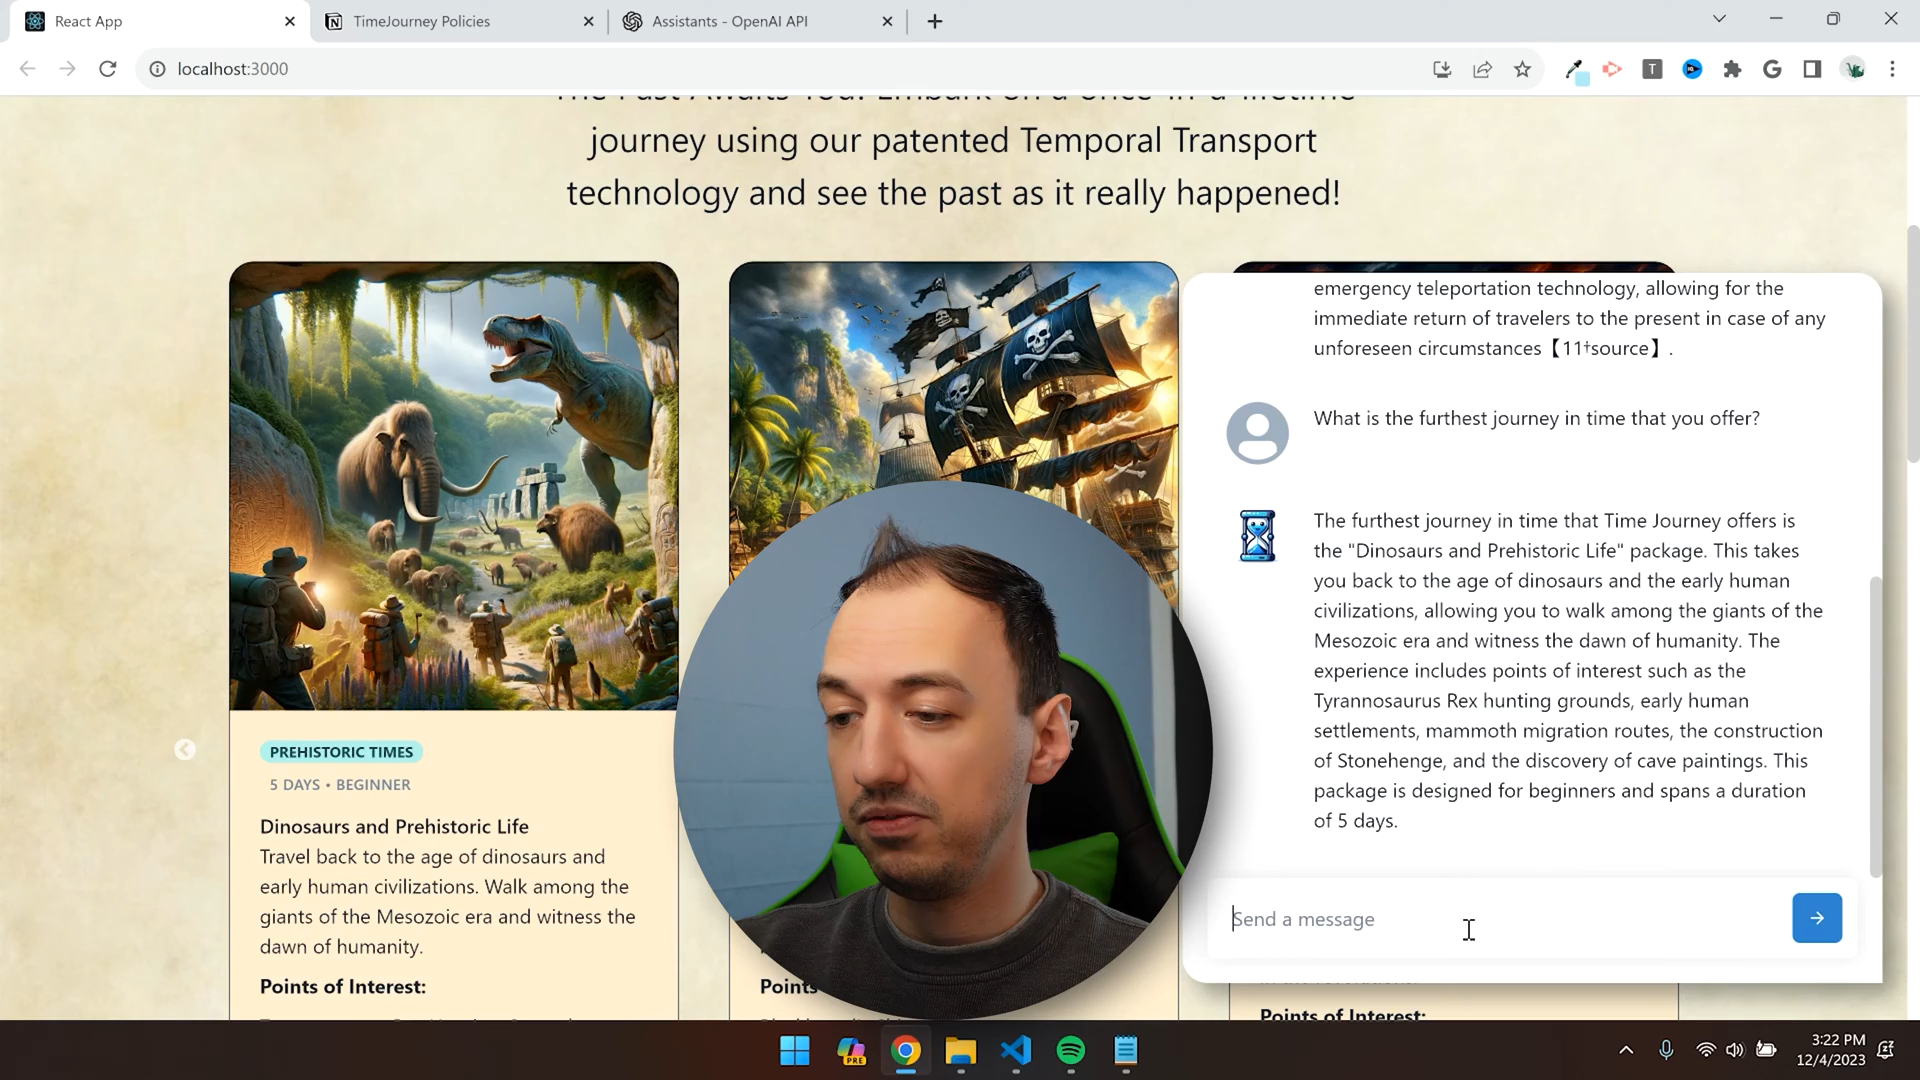 React App
TimeJourney Policies
Assistants - OpenAI API
localhost:3000
T
G
The Past Awaits You! Embark on a once-in-a-lifetime
journey using our patented Temporal Transport
technology and see the past as it really happened!
PREHISTORIC TIMES
5 DAYS • BEGINNER
Dinosaurs and Prehistoric Life
Travel back to the age of dinosaurs and
early human civilizations. Walk among the
giants of the Mesozoic era and witness the
dawn of humanity.
Points of Interest:
Points
Points of Interest:
emergency teleportation technology, allowing for the
immediate return of travelers to the present in case of any
unforeseen circumstances【11†source】.
What is the furthest journey in time that you offer?
The furthest journey in time that Time Journey offers is
the "Dinosaurs and Prehistoric Life" package. This takes
you back to the age of dinosaurs and the early human
civilizations, allowing you to walk among the giants of the
Mesozoic era and witness the dawn of humanity. The
experience includes points of interest such as the
Tyrannosaurus Rex hunting grounds, early human
settlements, mammoth migration routes, the construction
of Stonehenge, and the discovery of cave paintings. This
package is designed for beginners and spans a duration
of 5 days.
Send a message
PRE
3:22 PM
12/4/2023